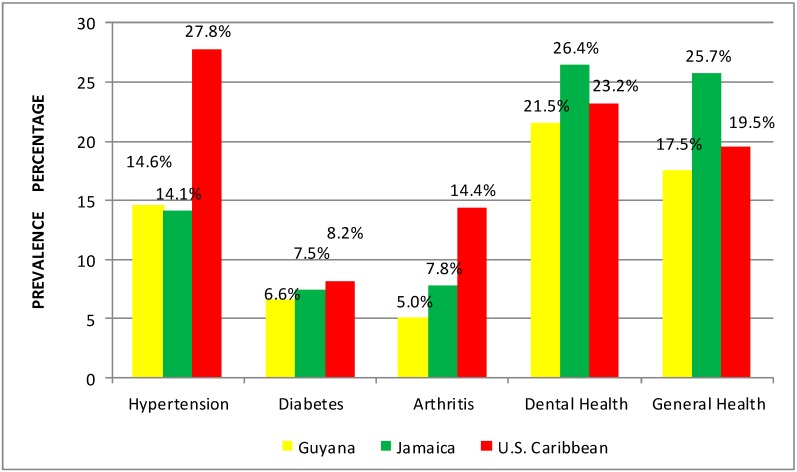 PREVALENCE PERCENTAGE
30
25
20
15
10
5
0
14.6%
14.1%
27.8%
6.6%
7.5%
8.2%
5.0%
7.8%
14.4%
21.5%
26.4%
23.2%
17.5%
25.7%
19.5%
Hypertension
Diabetes
Arthritis
Dental Health
General Health
Guyana
Jamaica
U.S. Caribbean